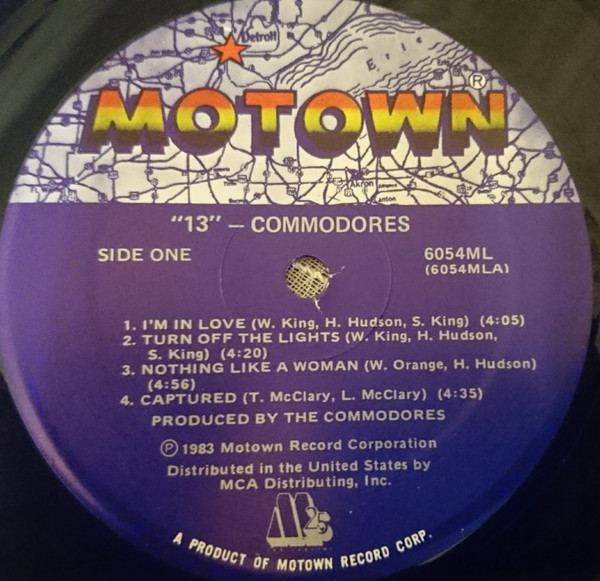 Detroit
Erie
MOTOWN®
Akron
"13" – COMMODORES
SIDE ONE
6054ML
(6054MLA)
1. I'M IN LOVE (W. King, H. Hudson, S. King) (4:05)
2. TURN OFF THE LIGHTS (W. King, H. Hudson,
S. King) (4:20)
3. NOTHING LIKE A WOMAN (W. Orange, H. Hudson)
(4:56)
4. CAPTURED (T. McClary, L. McClary) (4:35)
PRODUCED BY THE COMMODORES
℗ 1983 Motown Record Corporation
Distributed in the United States by
MCA Distributing, Inc.
M25
A PRODUCT OF MOTOWN RECORD CORP.